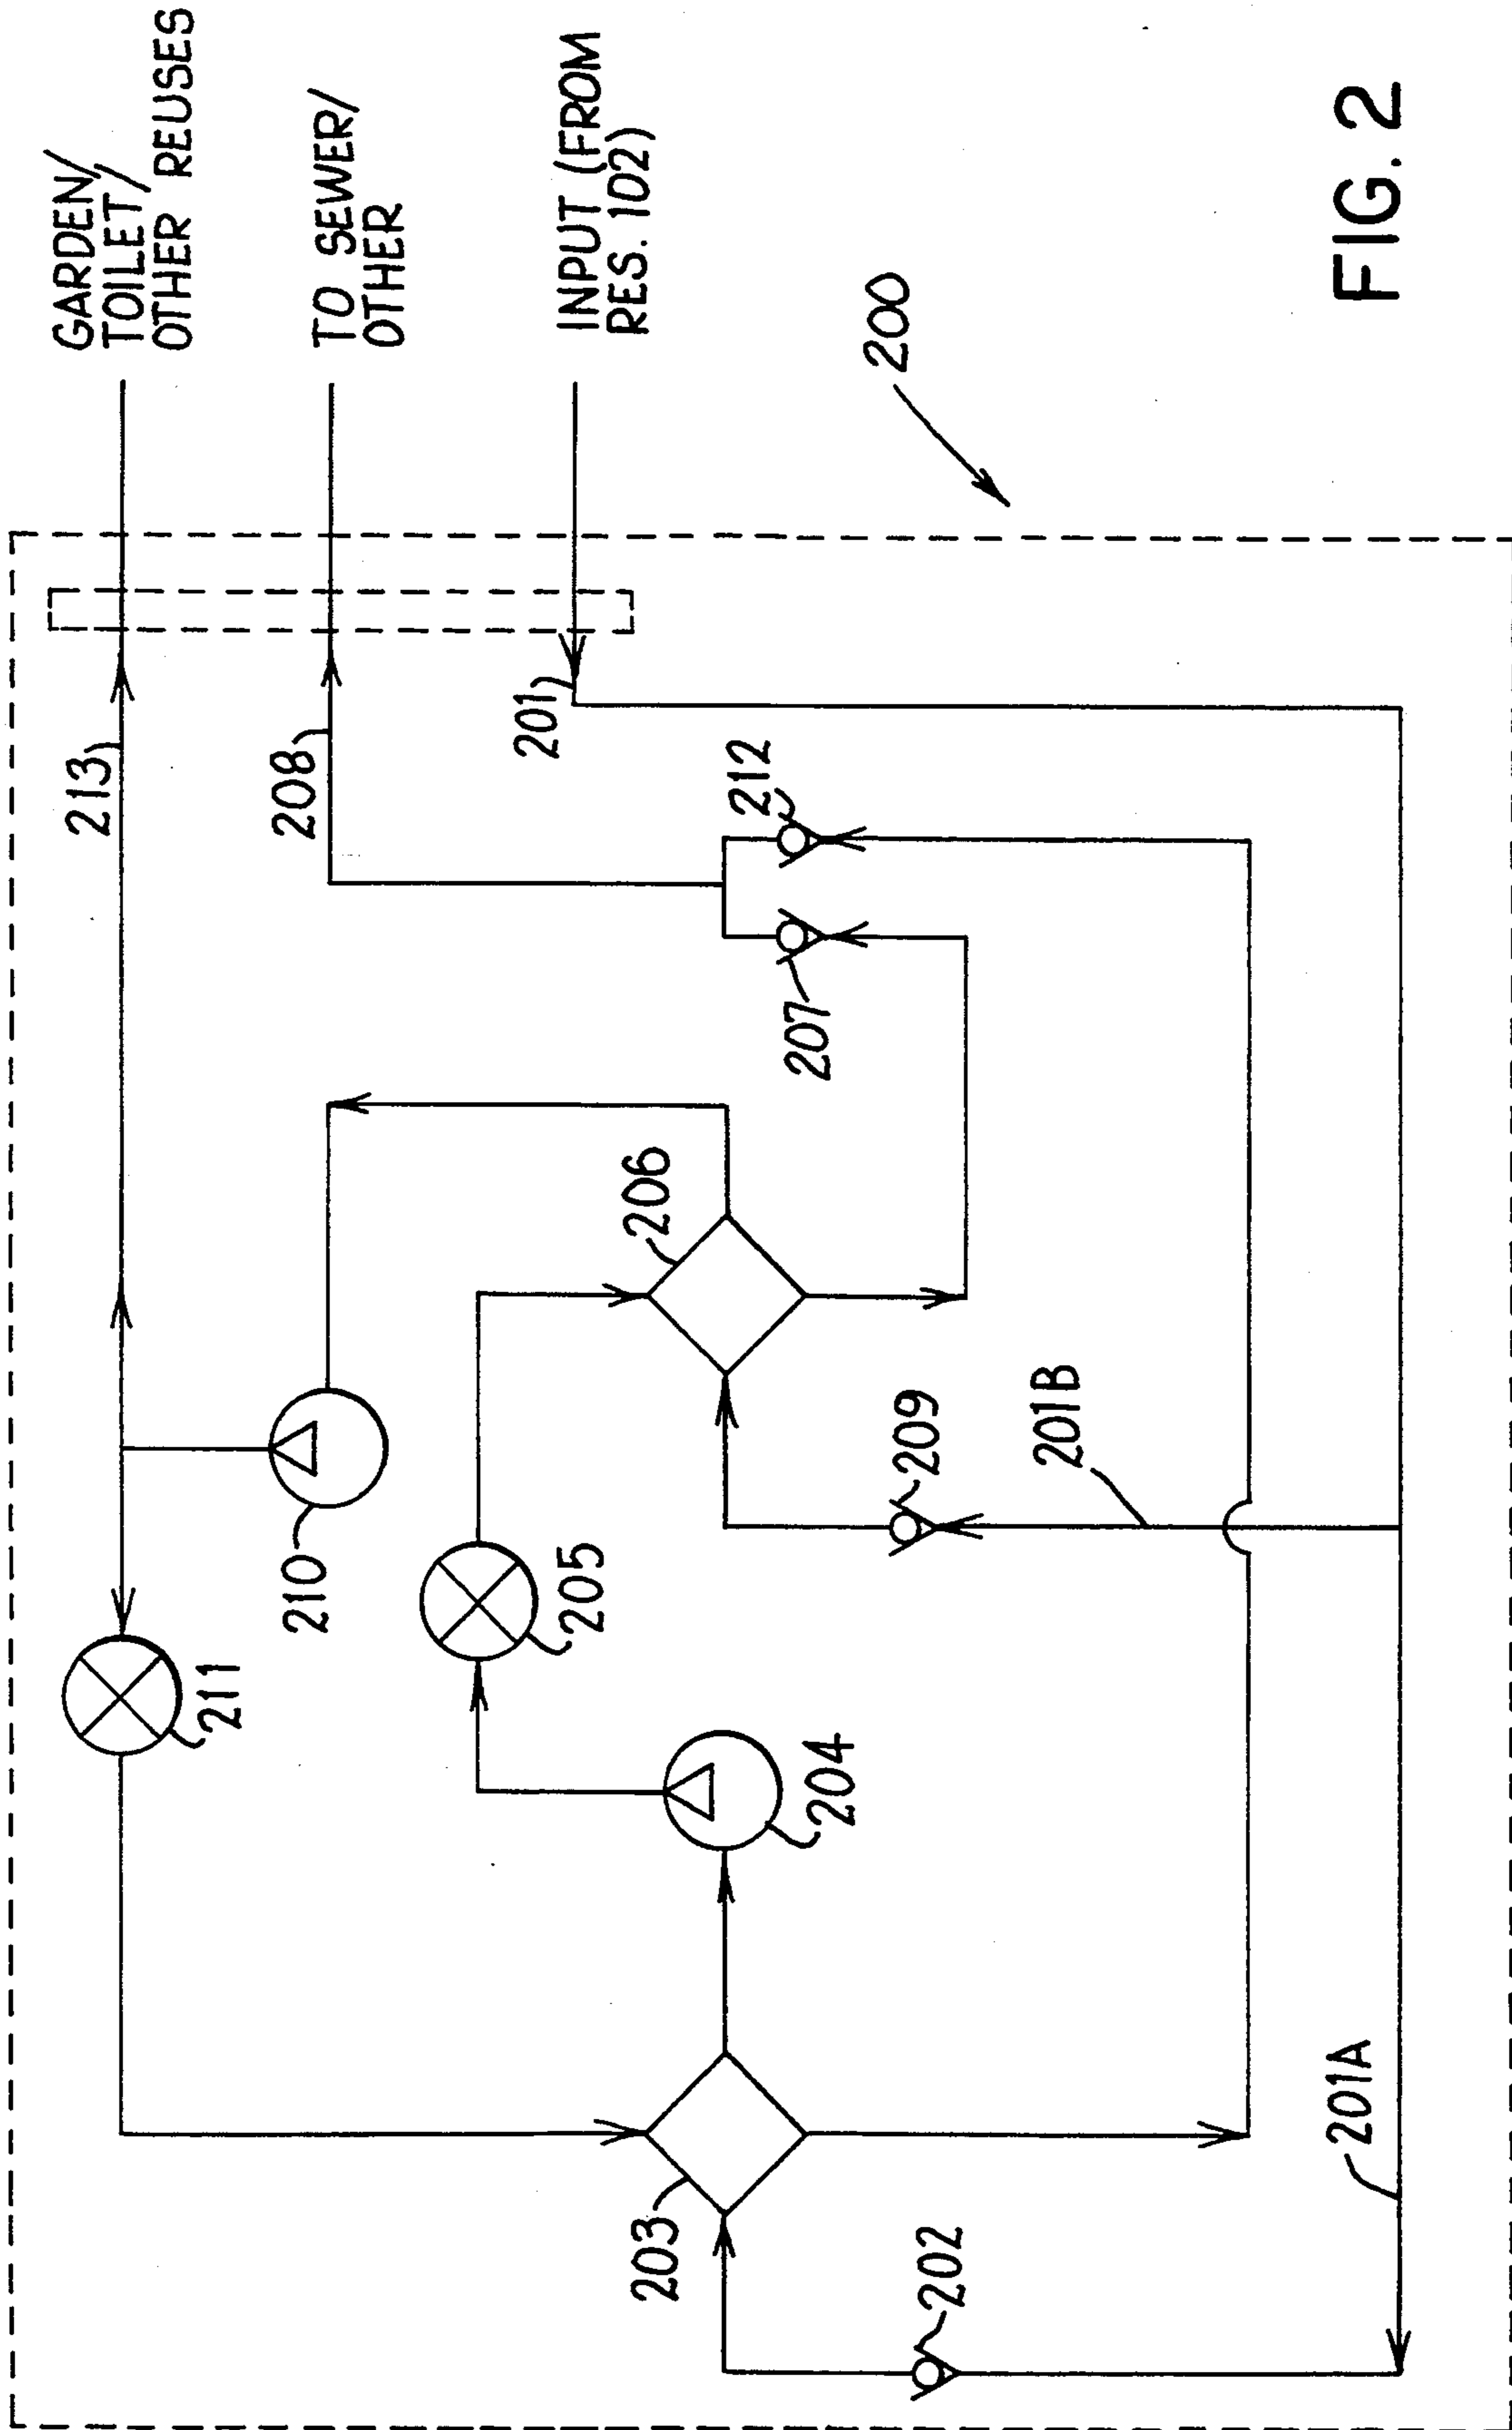 GARDEN/
TOILET/
OTHER REUSES
TO SEWER/
OTHER
INPUT (FROM
RES. 102)
213
208
201
212
207
206
210
211
205
204
209
201B
203
202
201A
200
FIG. 2